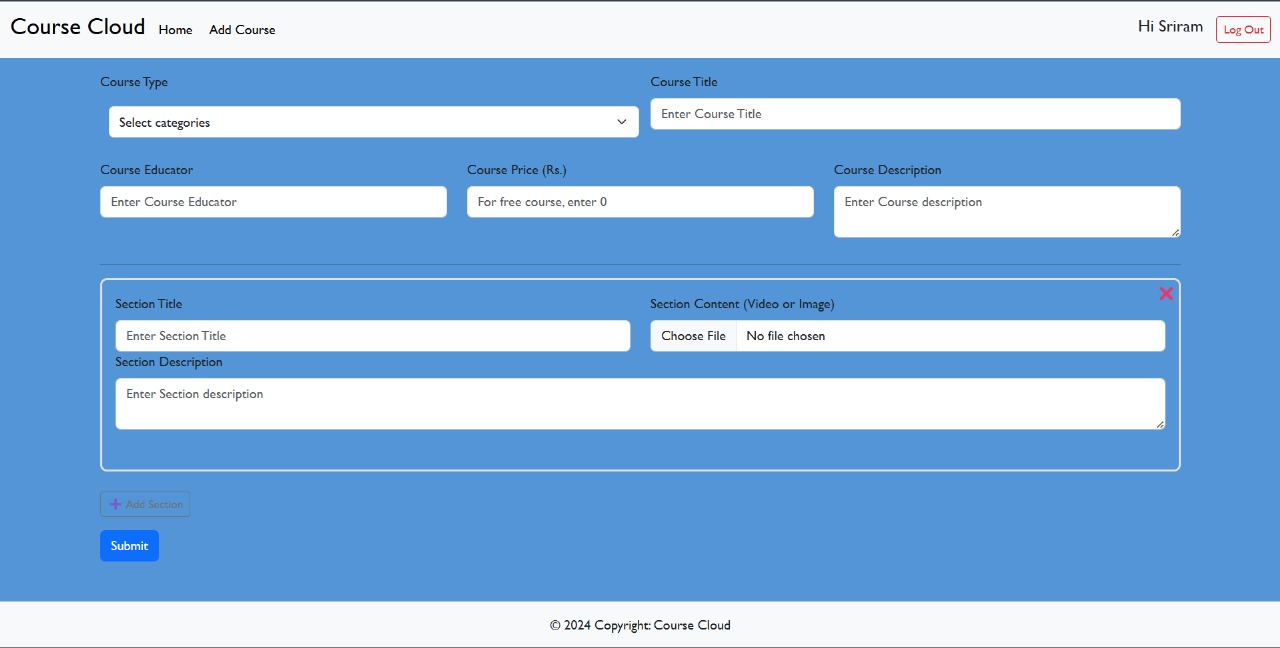 Course Cloud Home Add Course Hi Sriram Log Out
Course Type Course Title
Select categories Enter Course Title
Course Educator Course Price (Rs.) Course Description
Enter Course Educator For free course, enter 0 Enter Course description
Section Title Section Content (Video or Image)
Enter Section Title Choose File No file chosen
Section Description
Enter Section description
Add Section
Submit
© 2024 Copyright: Course Cloud